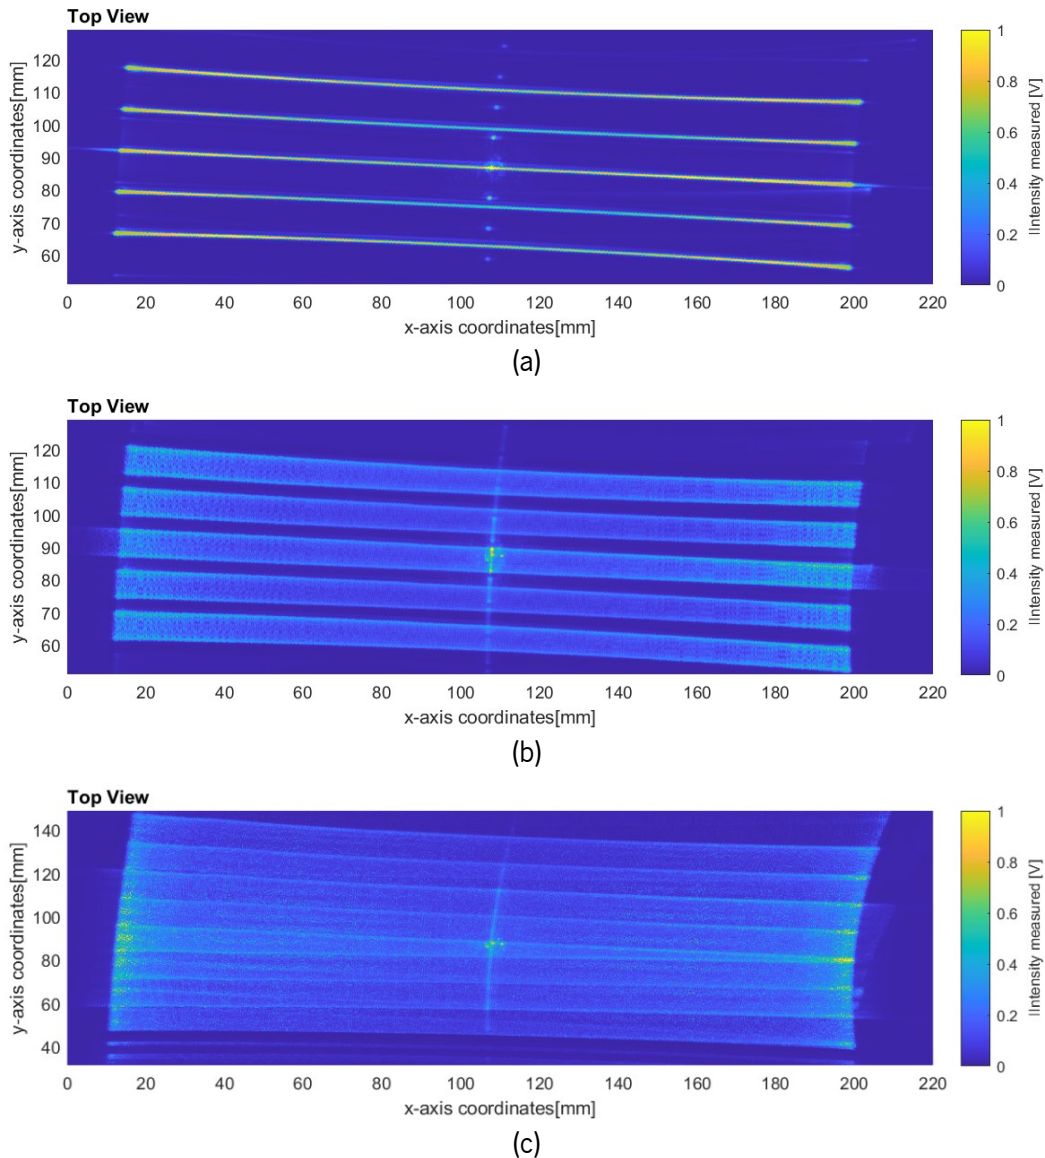 Top View
y-axis coordinates[mm]
120
110
100
90
80
70
60
0 20 40 60 80 100 120 140 160 180 200 220
x-axis coordinates[mm]
1
0.8
0.6
0.4
0.2
0
||Intensity measured [V]
(a)
Top View
y-axis coordinates[mm]
120
110
100
90
80
70
60
0 20 40 60 80 100 120 140 160 180 200 220
x-axis coordinates[mm]
1
0.8
0.6
0.4
0.2
0
||Intensity measured [V]
(b)
Top View
y-axis coordinates[mm]
140
120
100
80
60
40
0 20 40 60 80 100 120 140 160 180 200 220
x-axis coordinates[mm]
1
0.8
0.6
0.4
0.2
0
||Intensity measured [V]
(c)